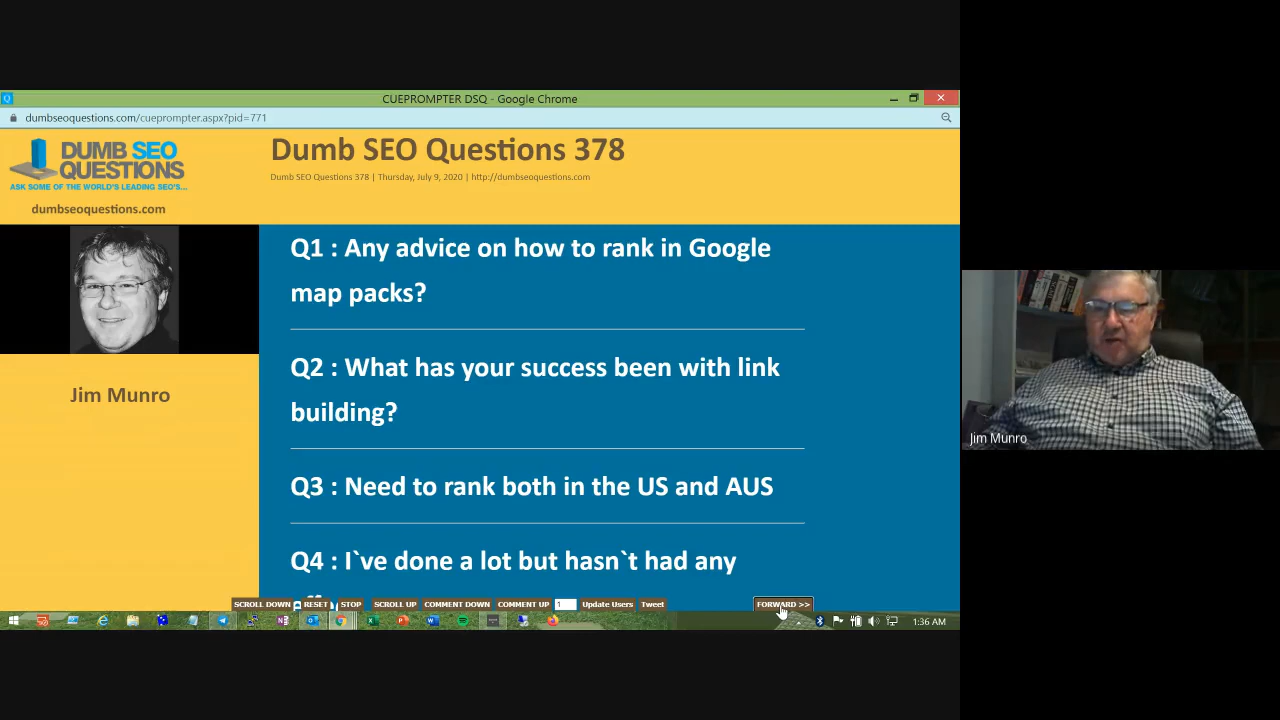 CUEPROMPTER DSQ - Google Chrome
dumbseoquestions.com/cueprompter.aspx?pid=771
DUMB SEO
QUESTIONS
ASK SOME OF THE WORLD'S LEADING SEO'S...
dumbseoquestions.com
Dumb SEO Questions 378
Dumb SEO Questions 378 | Thursday, July 9, 2020 | http://dumbseoquestions.com
Jim Munro
Q1 : Any advice on how to rank in Google
map packs?
Q2 : What has your success been with link
building?
Q3 : Need to rank both in the US and AUS
Q4 : I`ve done a lot but hasn`t had any
SCROLL DOWN RESET STOP SCROLL UP COMMENT DOWN COMMENT UP 1 Update Users Tweet FORWARD >>
1:36 AM
Jim Munro